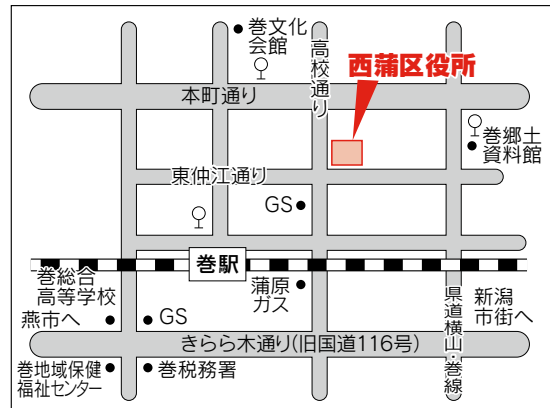 巻文化
会館
高校通り
西蒲区役所
本町通り
巻郷土
資料館
東仲江通り
GS
巻駅
巻総合
高等学校
蒲原
ガス
県道横山・巻線
新潟
市街へ
燕市へ
GS
きらら木通り(旧国道116号)
巻地域保健
福祉センター
巻税務署